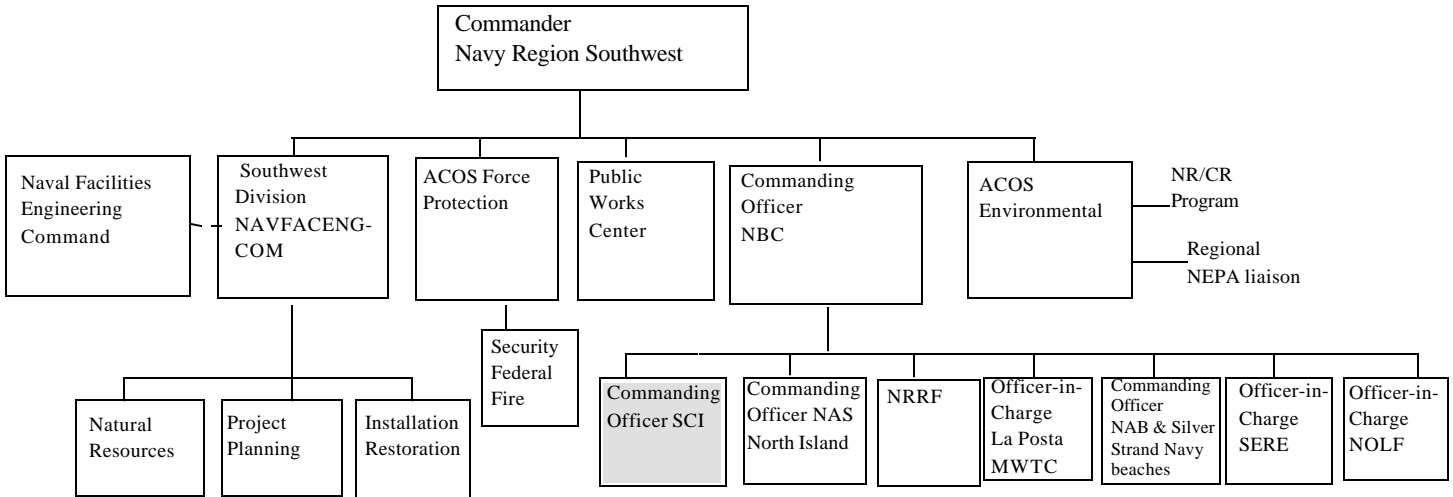 Commander
Navy Region Southwest
Naval Facilities
Engineering
Command
Southwest
Division
NAVFACENG-
COM
ACOS Force
Protection
Public
Works
Center
Commanding
Officer
NBC
ACOS
Environmental
NR/CR
Program
Regional
NEPA liaison
Security
Federal
Fire
Natural
Resources
Project
Planning
Installation
Restoration
Commanding
Officer SCI
Commanding
Officer NAS
North Island
NRRF
Officer-in-
Charge
La Posta
MWTC
Commanding
Officer
NAB & Silver
Strand Navy
beaches
Officer-in-
Charge
SERE
Officer-in-
Charge
NOLF